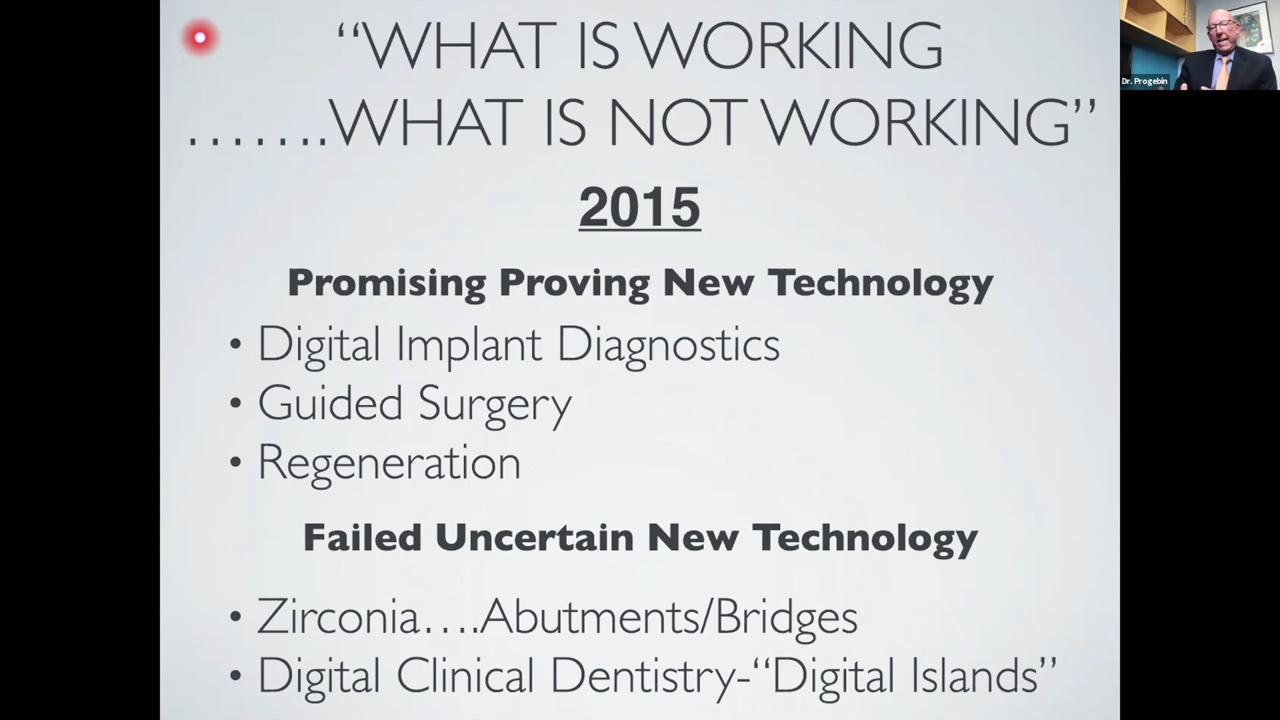 “WHAT IS WORKING
…….WHAT IS NOT WORKING”
2015
Promising Proving New Technology
• Digital Implant Diagnostics
• Guided Surgery
• Regeneration
Failed Uncertain New Technology
• Zirconia….Abutments/Bridges
• Digital Clinical Dentistry-“Digital Islands”
Dr. Progebin